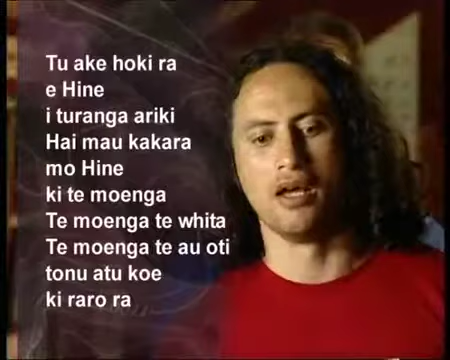 Tu ake hoki ra
e Hine
i turanga ariki
Hai mau kakara
mo Hine
ki te moenga
Te moenga te whita
Te moenga te au oti
tonu atu koe
ki raro ra